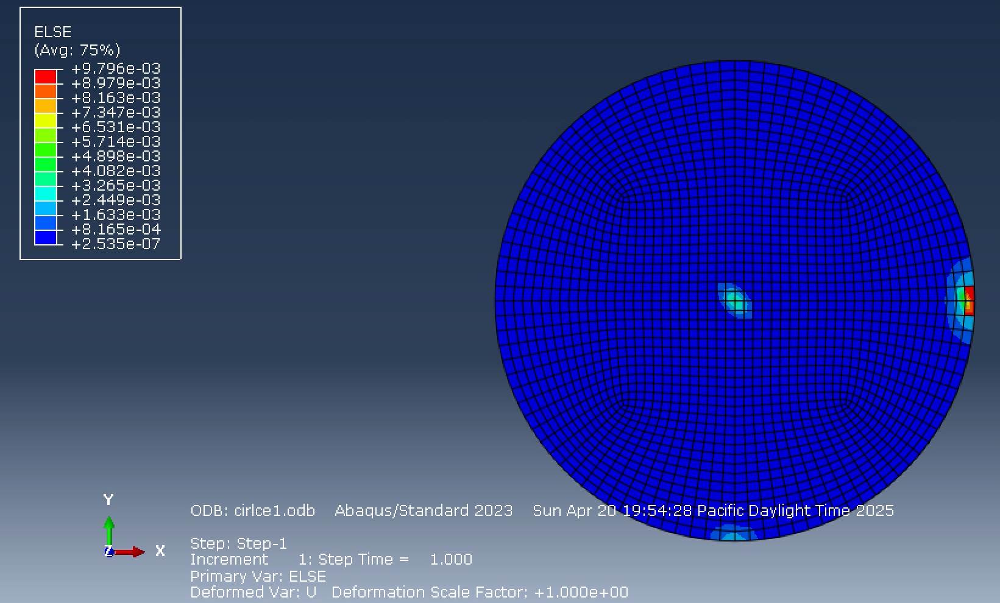 ELSE
(Avg: 75%)
+9.796e-03
+8.979e-03
+8.163e-03
+7.347e-03
+6.531e-03
+5.714e-03
+4.898e-03
+4.082e-03
+3.265e-03
+2.449e-03
+1.633e-03
+8.165e-04
+2.535e-07
Y
Z
X
ODB: cirlce1.odb Abaqus/Standard 2023 Sun Apr 20 19:54:28 Pacific Daylight Time 2025
Step: Step-1
Increment 1: Step Time = 1.000
Primary Var: ELSE
Deformed Var: U Deformation Scale Factor: +1.000e+00